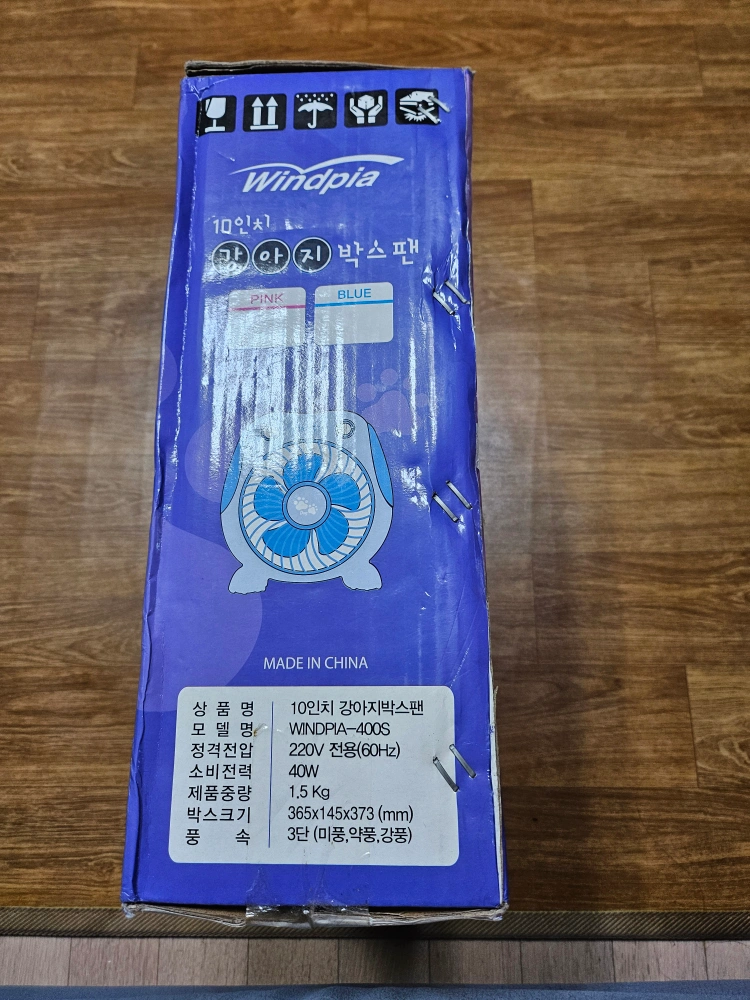 Windpia
10인치
강아지 박스팬
PINK
BLUE
MADE IN CHINA
상 품 명 10인치 강아지박스팬
모 델 명 WINDPIA-400S
정격전압 220V 전용(60Hz)
소비전력 40W
제품중량 1.5 Kg
박스크기 365x145x373 (mm)
풍 속 3단 (미풍,약풍,강풍)